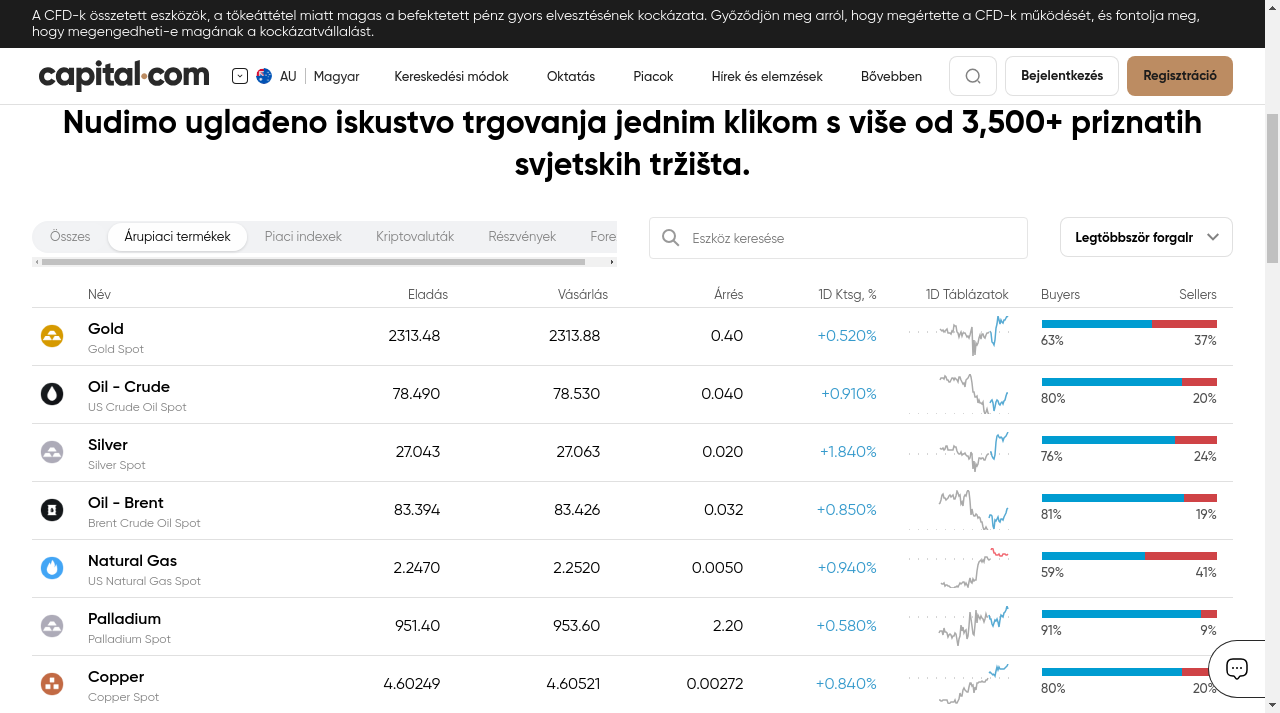 A CFD-k összetett eszközök, a tőkeáttétel miatt magas a befektetett pénz gyors elvesztésének kockázata. Győződjön meg arról, hogy megértette a CFD-k működését, és fontolja meg,
hogy megengedheti-e magának a kockázatvállalást.
capital.com AU Magyar Kereskedési módok Oktatás Piacok Hírek és elemzések Bővebben Bejelentkezés Regisztráció
Nudimo uglađeno iskustvo trgovanja jednim klikom s više od 3,500+ priznatih
svjetskih tržišta.
Összes Árupiaci termékek Piaci indexek Kriptovaluták Részvények Fore Eszköz keresése Legtöbbször forgalr
Név Eladás Vásárlás Árrés 1D Ktsg, % 1D Táblázatok Buyers Sellers
Gold 2313.48 2313.88 0.40 +0.520%
Gold Spot 63% 37%
Oil - Crude 78.490 78.530 0.040 +0.910%
US Crude Oil Spot 80% 20%
Silver 27.043 27.063 0.020 +1.840%
Silver Spot 76% 24%
Oil - Brent 83.394 83.426 0.032 +0.850%
Brent Crude Oil Spot 81% 19%
Natural Gas 2.2470 2.2520 0.0050 +0.940%
US Natural Gas Spot 59% 41%
Palladium 951.40 953.60 2.20 +0.580%
Palladium Spot 91% 9%
Copper 4.60249 4.60521 0.00272 +0.840%
Copper Spot 80% 20%